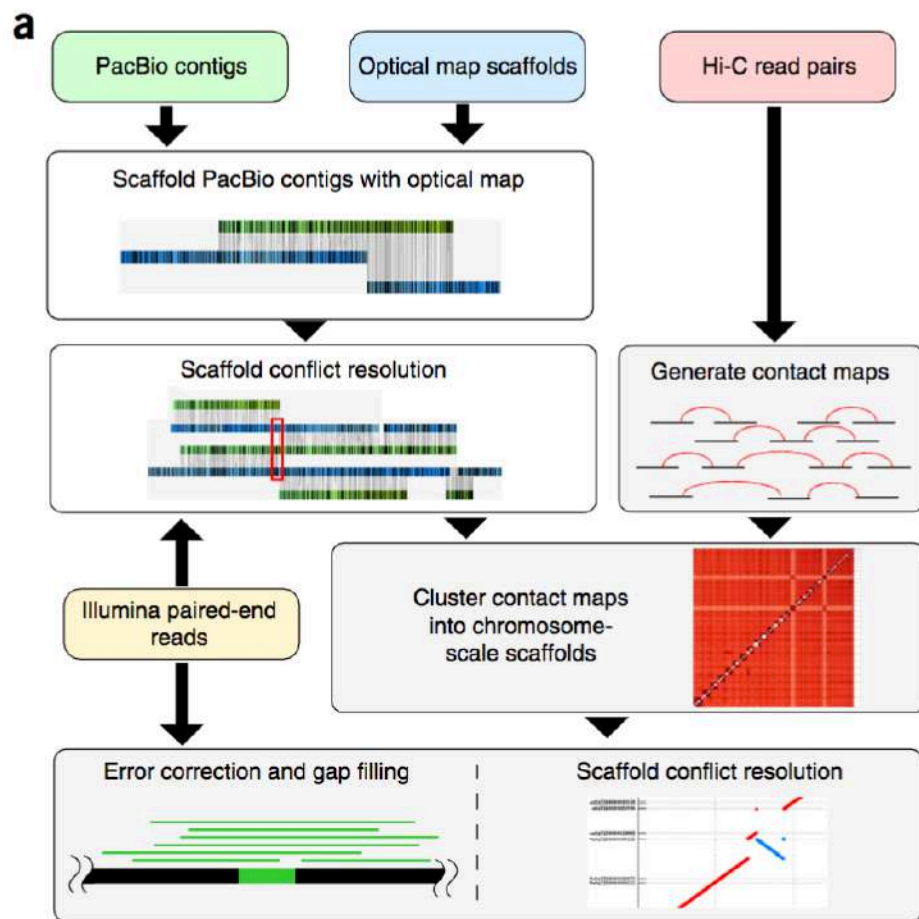 a
PacBio contigs
Optical map scaffolds
Hi-C read pairs
Scaffold PacBio contigs with optical map
Scaffold conflict resolution
Generate contact maps
Illumina paired-end
reads
Cluster contact maps
into chromosome-
scale scaffolds
Error correction and gap filling
Scaffold conflict resolution